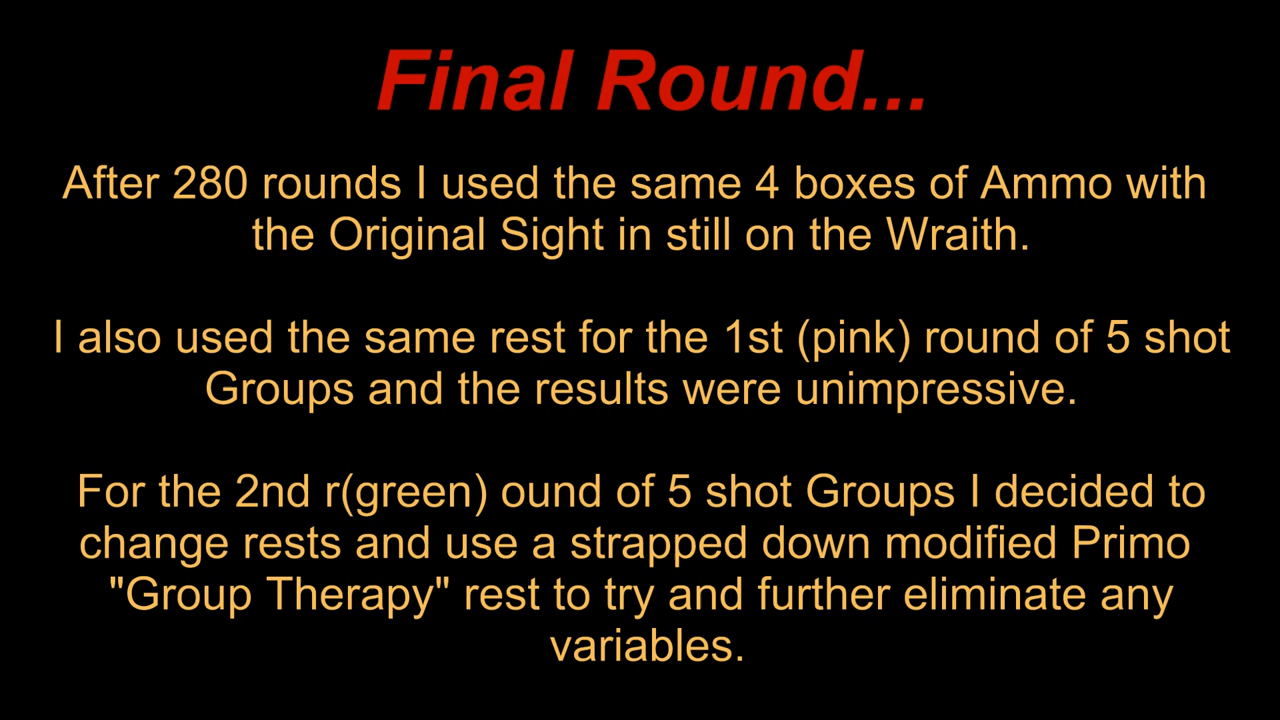 Final Round...
After 280 rounds I used the same 4 boxes of Ammo with
the Original Sight in still on the Wraith.
I also used the same rest for the 1st (pink) round of 5 shot
Groups and the results were unimpressive.
For the 2nd r(green) ound of 5 shot Groups I decided to
change rests and use a strapped down modified Primo
"Group Therapy" rest to try and further eliminate any
variables.